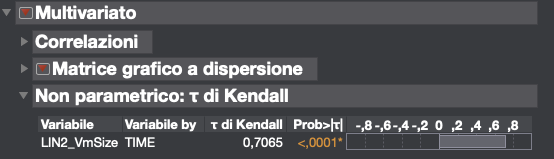 Multivariato
Correlazioni
Matrice grafico a dispersione
Non parametrico: τ di Kendall
Variabile Variabile by τ di Kendall Prob>|τ| -,8 -,6 -,4 -,2 0 ,2 ,4 ,6 ,8
LIN2_VmSize TIME 0,7065 <,0001*